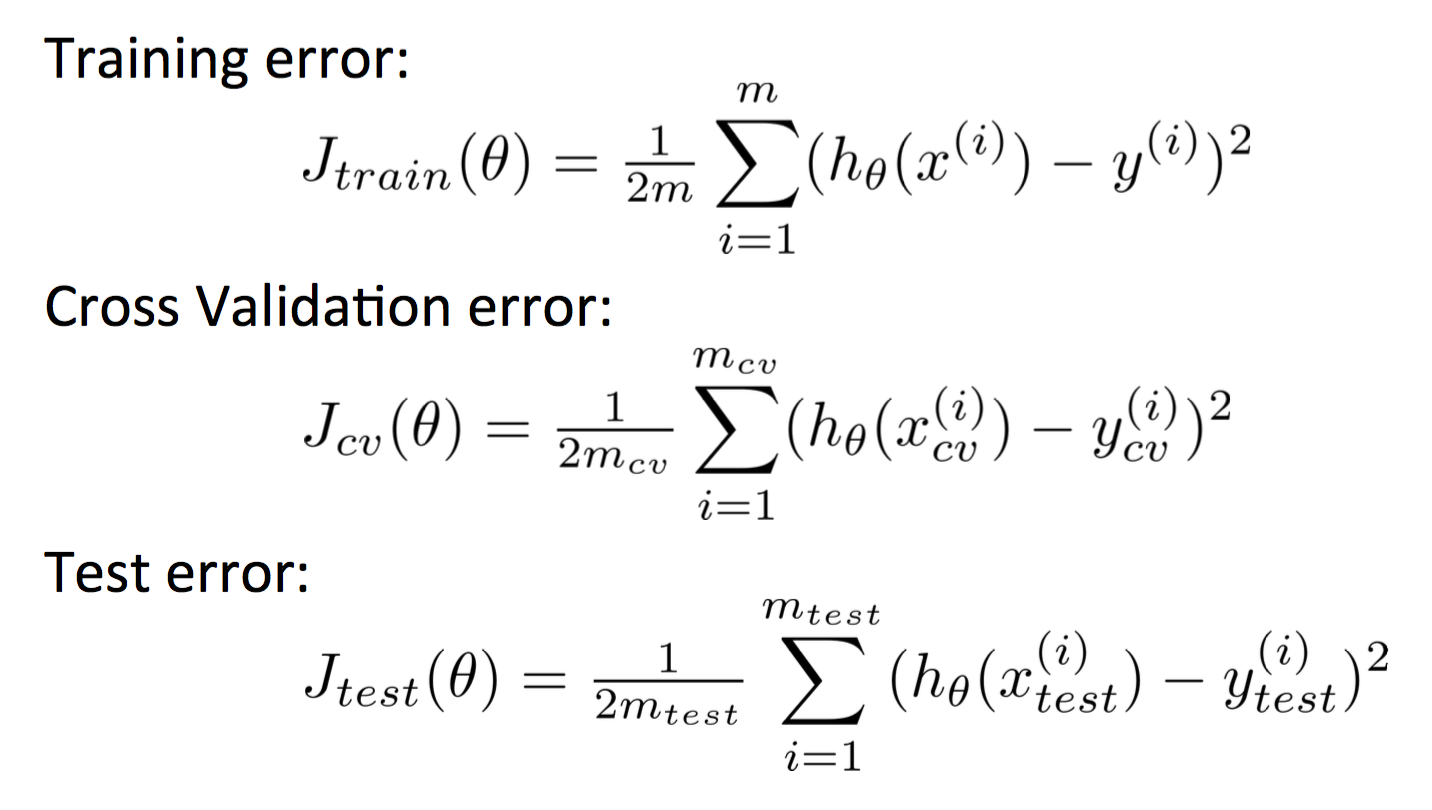 Training error:
J_{train}(θ) = \frac{1}{2m} \sum_{i=1}^{m} (h_θ(x^{(i)}) − y^{(i)})^2
Cross Validation error:
J_{cv}(θ) = \frac{1}{2m_{cv}} \sum_{i=1}^{m_{cv}} (h_θ(x_{cv}^{(i)}) − y_{cv}^{(i)})^2
Test error:
J_{test}(θ) = \frac{1}{2m_{test}} \sum_{i=1}^{m_{test}} (h_θ(x_{test}^{(i)}) − y_{test}^{(i)})^2